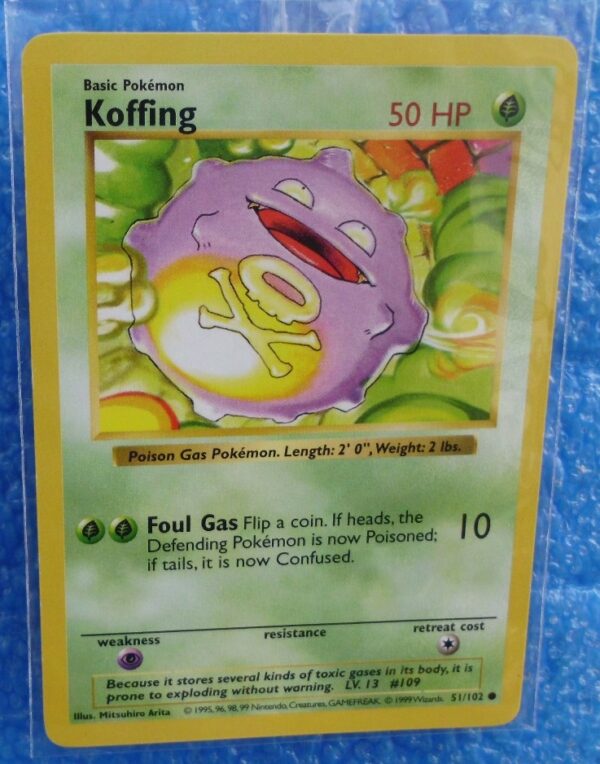 Basic Pokémon
Koffing
50 HP
Poison Gas Pokémon. Length: 2' 0", Weight: 2 lbs.
Foul Gas Flip a coin. If heads, the
Defending Pokémon is now Poisoned;
if tails, it is now Confused.
10
weakness
resistance
retreat cost
Because it stores several kinds of toxic gases in its body, it is
prone to exploding without warning. LV. 13 #109
Illus. Mitsuhiro Arita © 1995, 96, 98, 99 Nintendo, Creatures, GAMEFREAK. © 1999 Wizards. 51/102